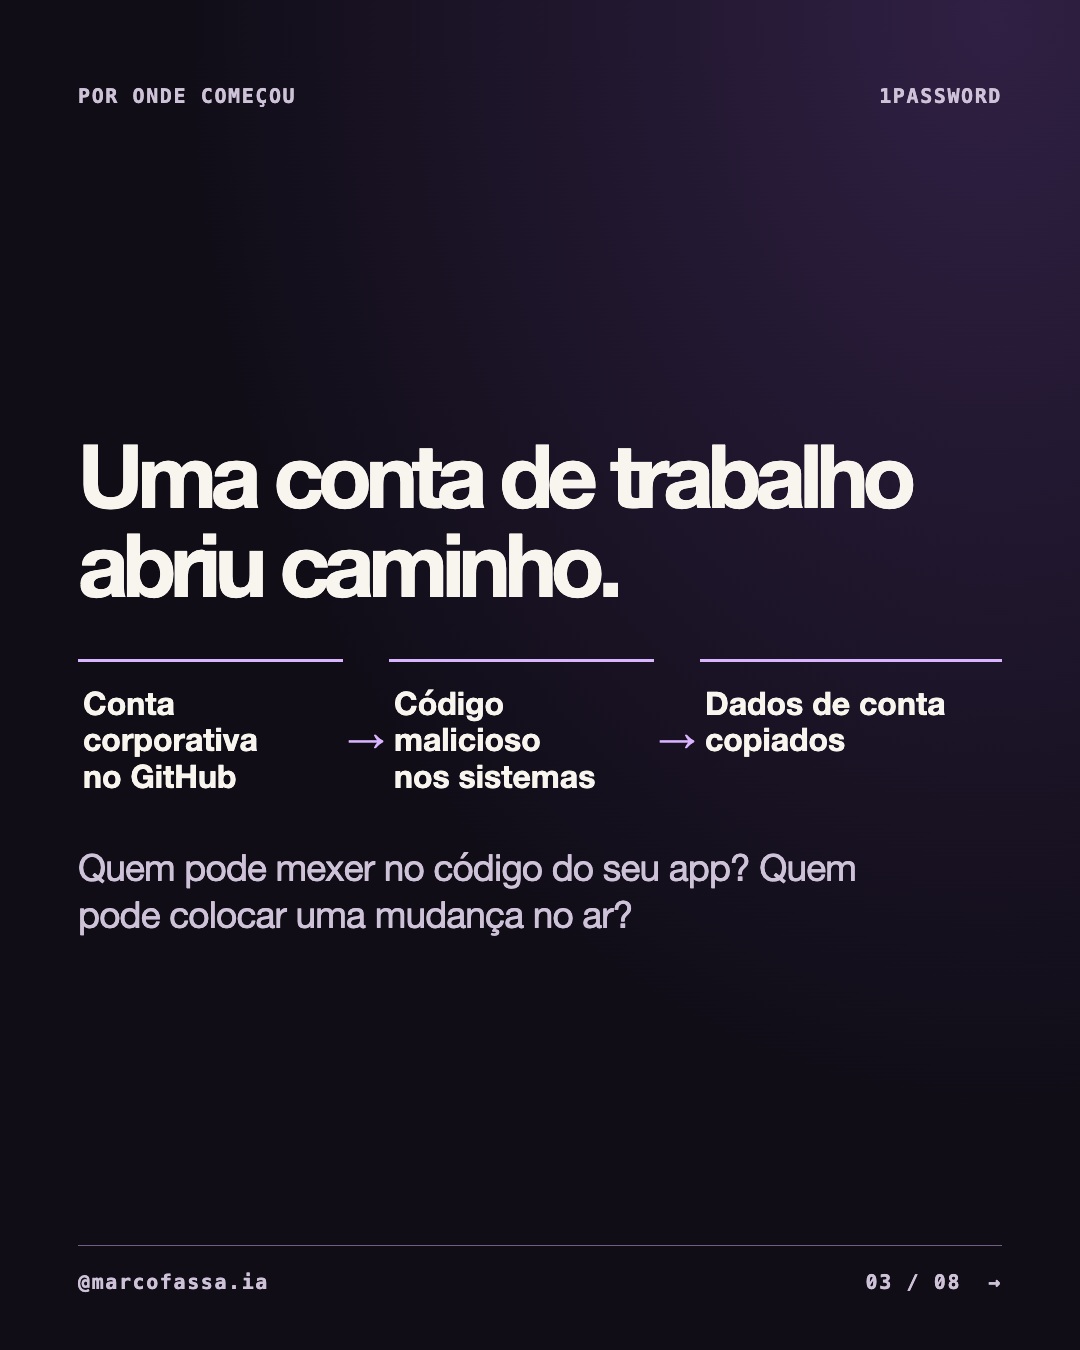 POR ONDE COMEÇOU
1PASSWORD
Uma conta de trabalho
abriu caminho.
Conta
corporativa
no GitHub
→
Código
malicioso
nos sistemas
→
Dados de conta
copiados
Quem pode mexer no código do seu app? Quem
pode colocar uma mudança no ar?
@marcofassa.ia
03 / 08 →